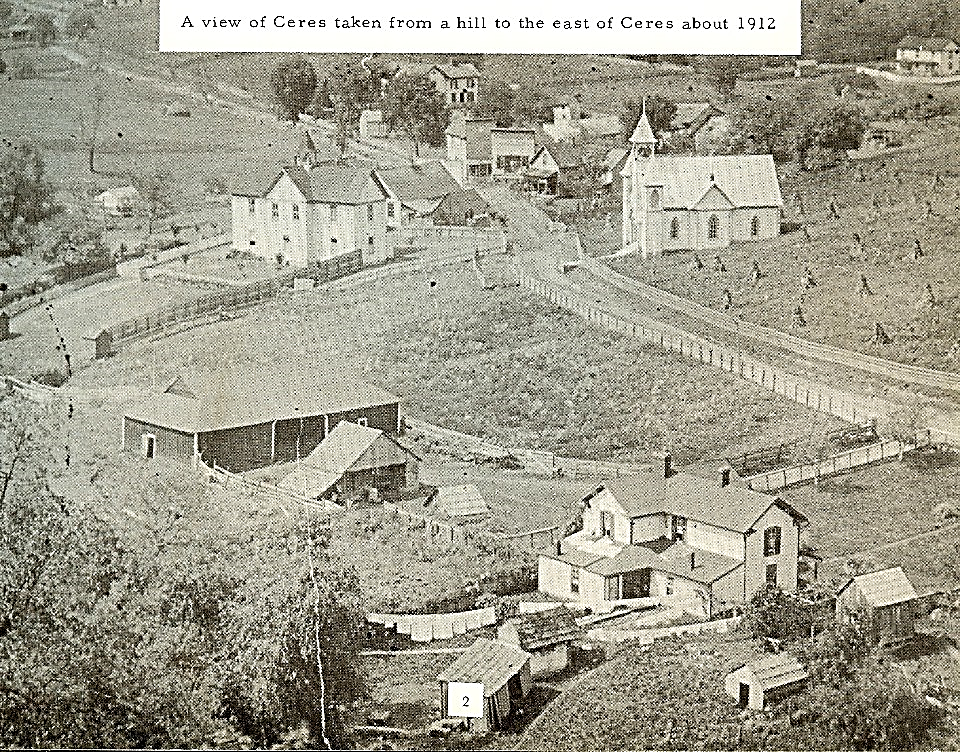 A view of Ceres taken from a hill to the east of Ceres about 1912
2